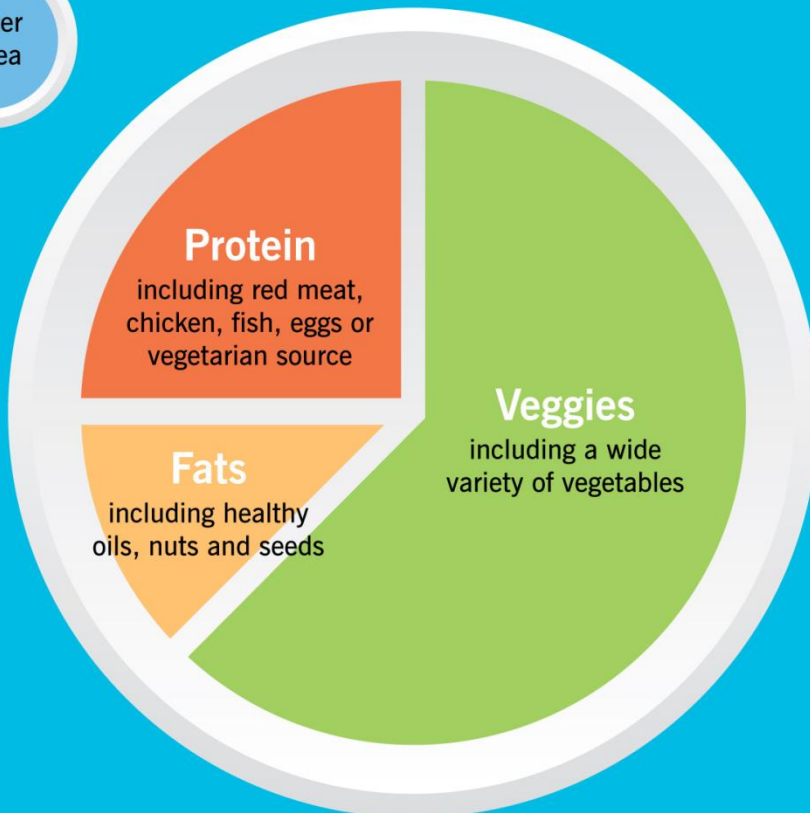 Protein
including red meat,
chicken, fish, eggs or
vegetarian source
Veggies
including a wide
variety of vegetables
Fats
including healthy
oils, nuts and seeds